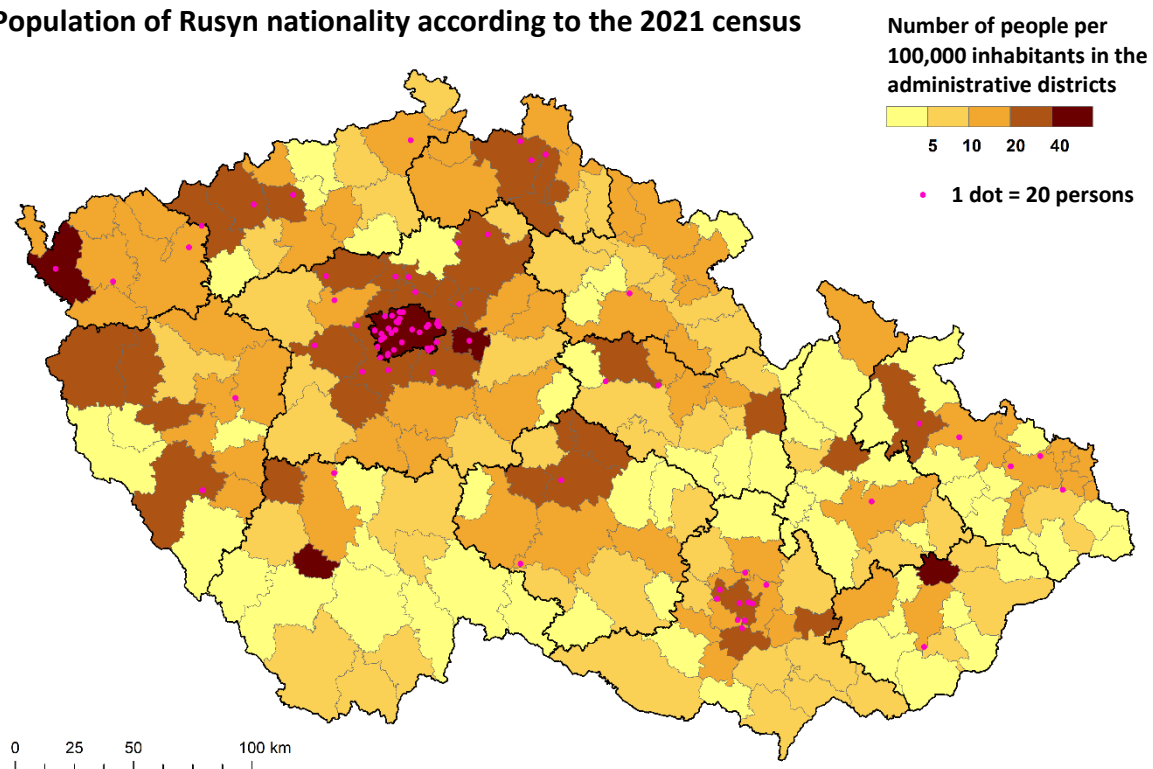 Population of Rusyn nationality according to the 2021 census
Number of people per
100,000 inhabitants in the
administrative districts
5 10 20 40
1 dot = 20 persons
0 25 50 100 km